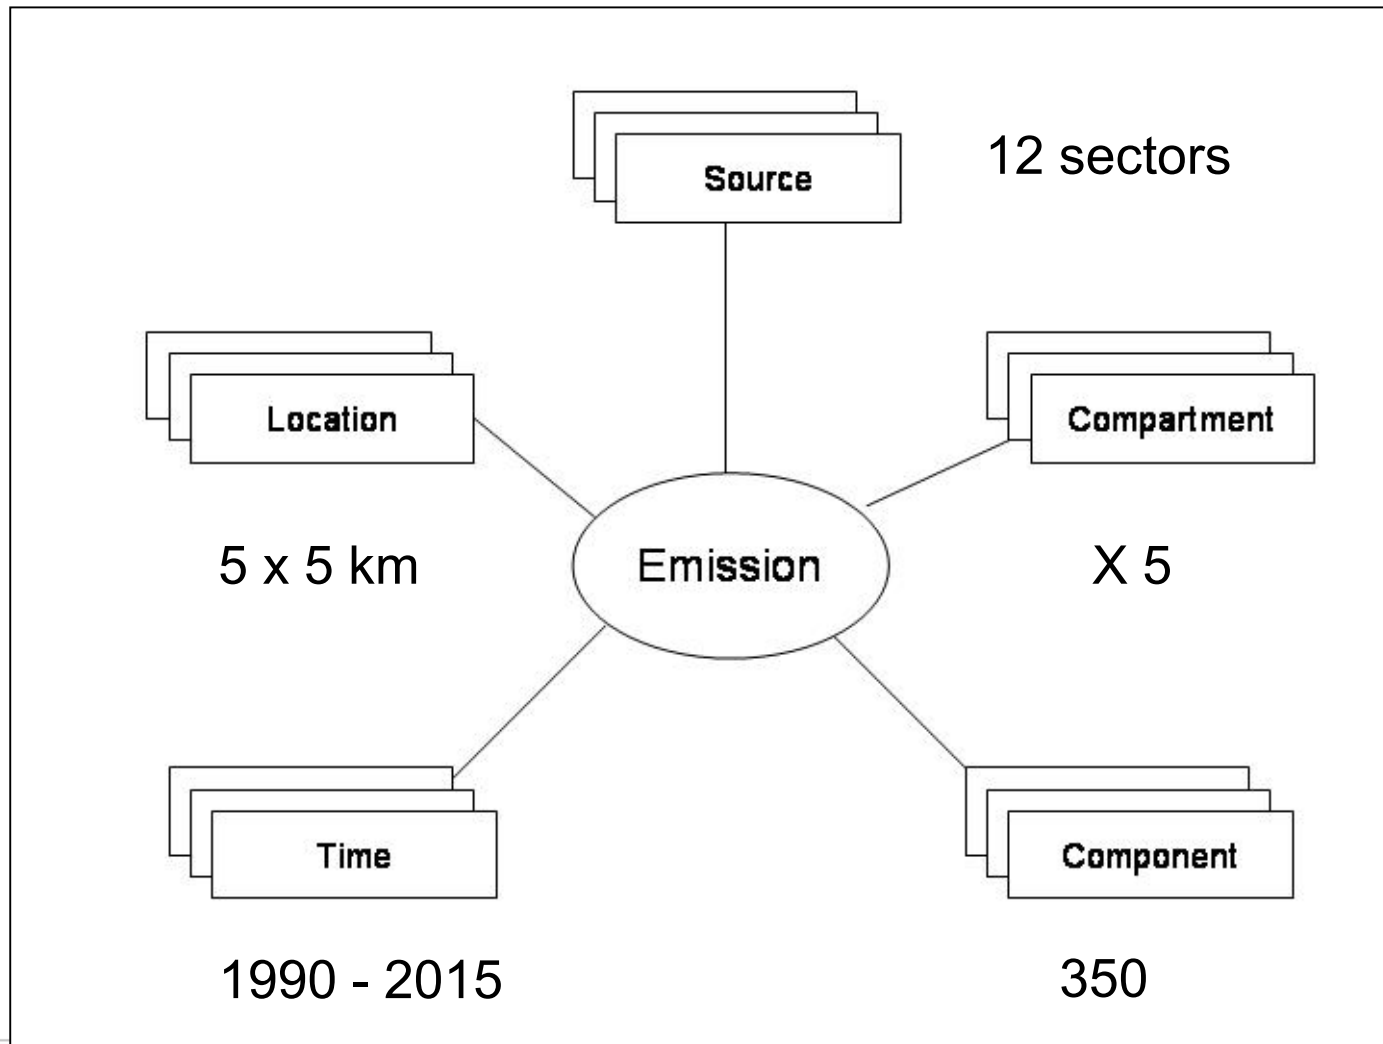 Source
12 sectors
Location
Compartment
5 x 5 km
Emission
X 5
Time
Component
1990 - 2015
350